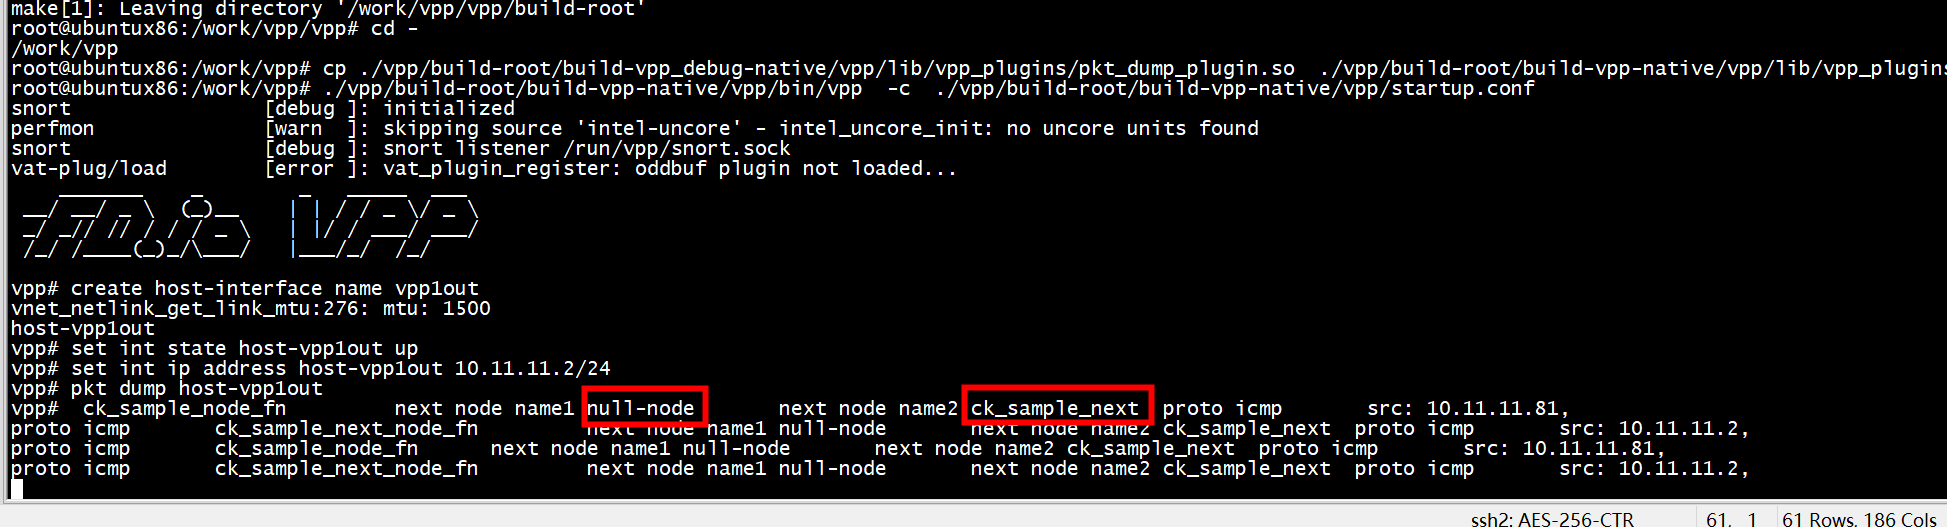 make[1]: Leaving directory '/work/vpp/vpp/build-root'
root@ubuntux86:/work/vpp/vpp# cd -
/work/vpp
root@ubuntux86:/work/vpp# cp ./vpp/build-root/build-vpp_debug-native/vpp/lib/vpp_plugins/pkt_dump_plugin.so  ./vpp/build-root/build-vpp-native/vpp/lib/vpp_plugins
root@ubuntux86:/work/vpp# ./vpp/build-root/build-vpp-native/vpp/bin/vpp  -c  ./vpp/build-root/build-vpp-native/vpp/startup.conf
snort                [debug ]: initialized
perfmon              [warn  ]: skipping source 'intel-uncore' - intel_uncore_init: no uncore units found
snort                [debug ]: snort listener /run/vpp/snort.sock
vat-plug/load        [error ]: vat_plugin_register: oddbuf plugin not loaded...
FD.io VPP
vpp# create host-interface name vpp1out
vnet_netlink_get_link_mtu:276: mtu: 1500
host-vpp1out
vpp# set int state host-vpp1out up
vpp# set int ip address host-vpp1out 10.11.11.2/24
vpp# pkt dump host-vpp1out
vpp#  ck_sample_node_fn         next node name1 null-node       next node name2 ck_sample_next  proto icmp       src: 10.11.11.81,
proto icmp       ck_sample_next_node_fn         next node name1 null-node       next node name2 ck_sample_next  proto icmp       src: 10.11.11.2,
proto icmp       ck_sample_node_fn      next node name1 null-node       next node name2 ck_sample_next  proto icmp       src: 10.11.11.81,
proto icmp       ck_sample_next_node_fn         next node name1 null-node       next node name2 ck_sample_next  proto icmp       src: 10.11.11.2,
ssh2: AES-256-CTR    61,  1    61 Rows, 186 Cols